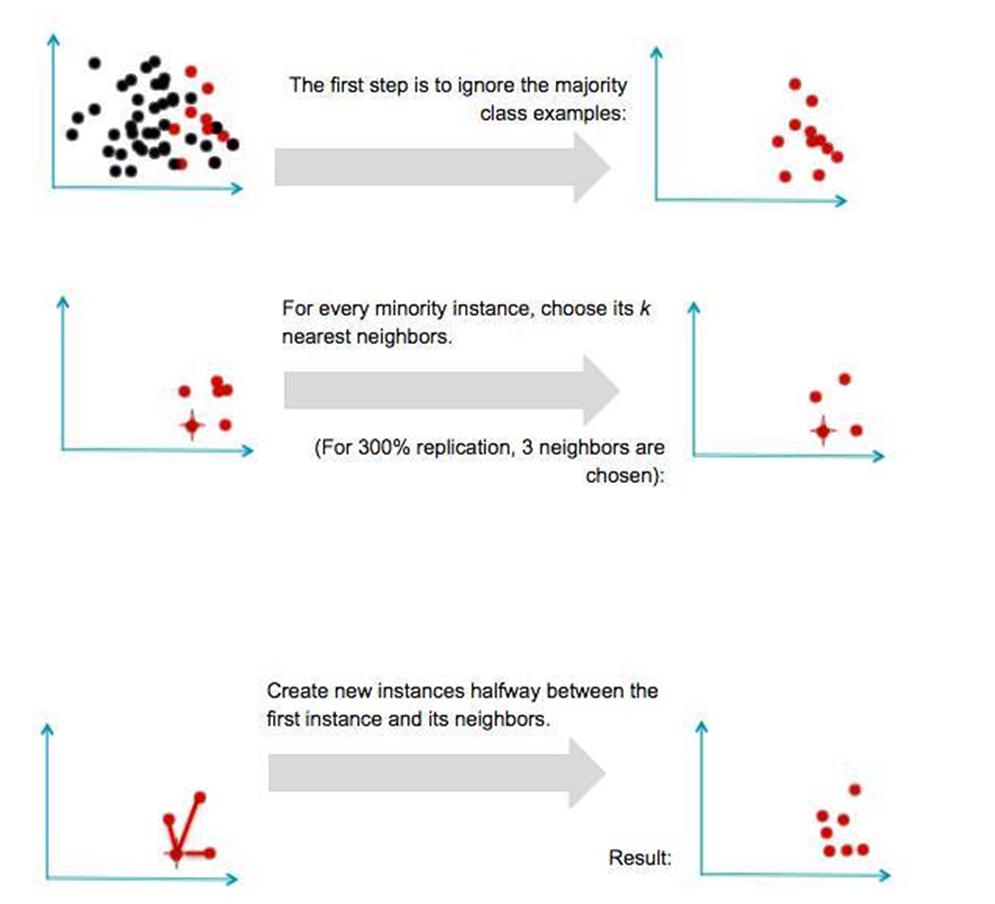 The first step is to ignore the majority
class examples:
For every minority instance, choose its k
nearest neighbors.
(For 300% replication, 3 neighbors are
chosen):
Create new instances halfway between the
first instance and its neighbors.
Result: